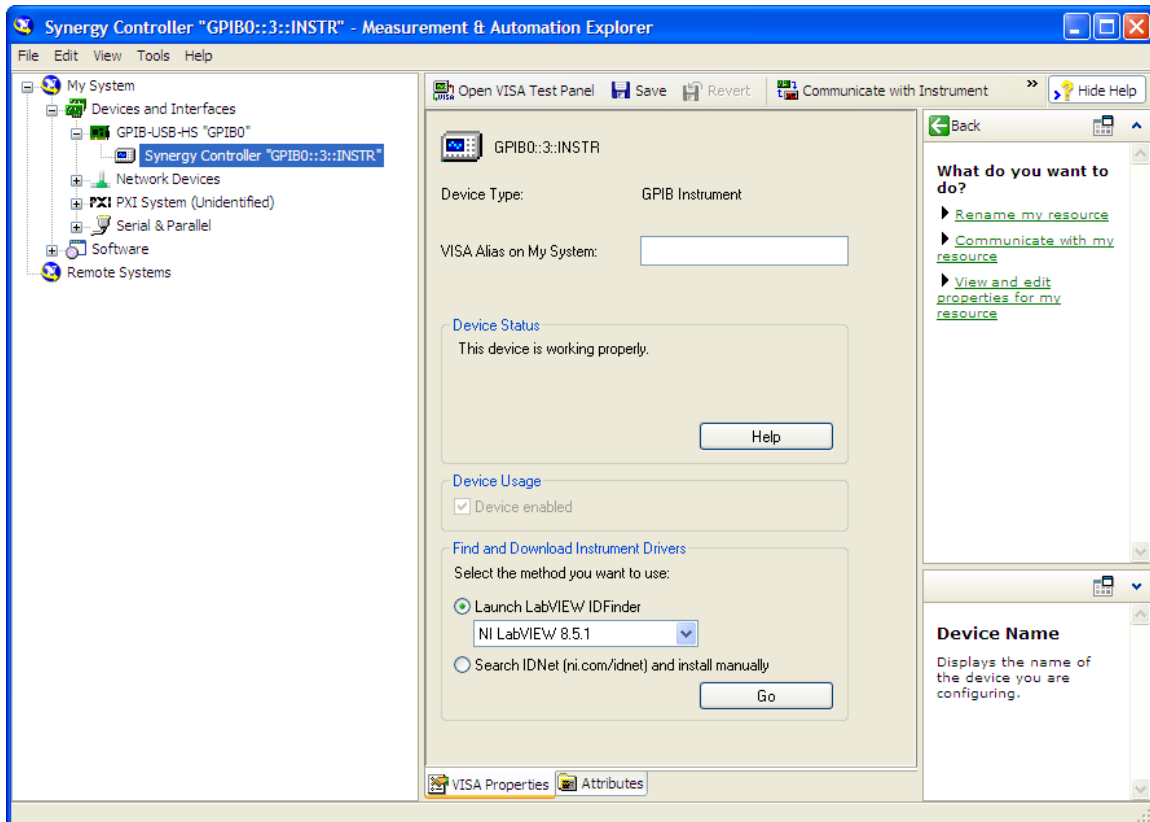 Synergy Controller "GPIB0::3::INSTR" - Measurement & Automation Explorer
File Edit View Tools Help
My System
Devices and Interfaces
GPIB-USB-HS "GPIB0"
Synergy Controller "GPIB0::3::INSTR"
Network Devices
PXI PXI System (Unidentified)
Serial & Parallel
Software
Remote Systems
VISA Open VISA Test Panel Save Revert Communicate with Instrument » Hide Help
GPIB0::3::INSTR
Device Type: GPIB Instrument
VISA Alias on My System:
Device Status
This device is working properly.
Help
Device Usage
Device enabled
Find and Download Instrument Drivers
Select the method you want to use:
Launch LabVIEW IDFinder
NI LabVIEW 8.5.1
Search IDNet (ni.com/idnet) and install manually
Go
VISA Properties Attributes
Back
What do you want to
do?
Rename my resource
Communicate with my
resource
View and edit
properties for my
resource
Device Name
Displays the name of
the device you are
configuring.